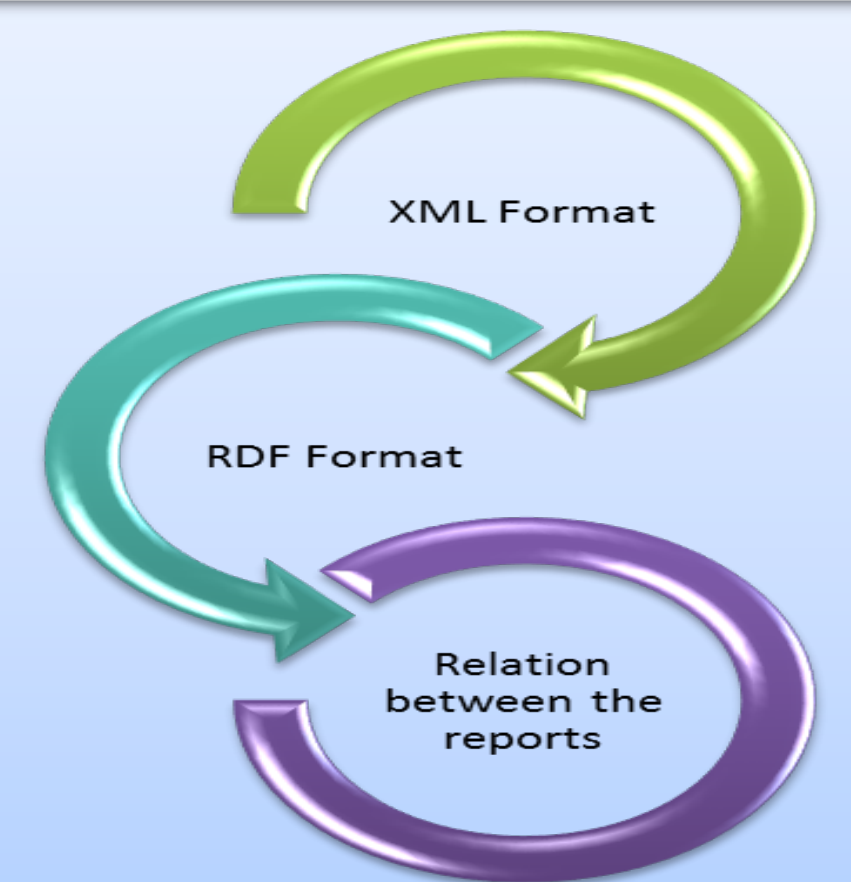 XML Format
RDF Format
Relation
between the
reports